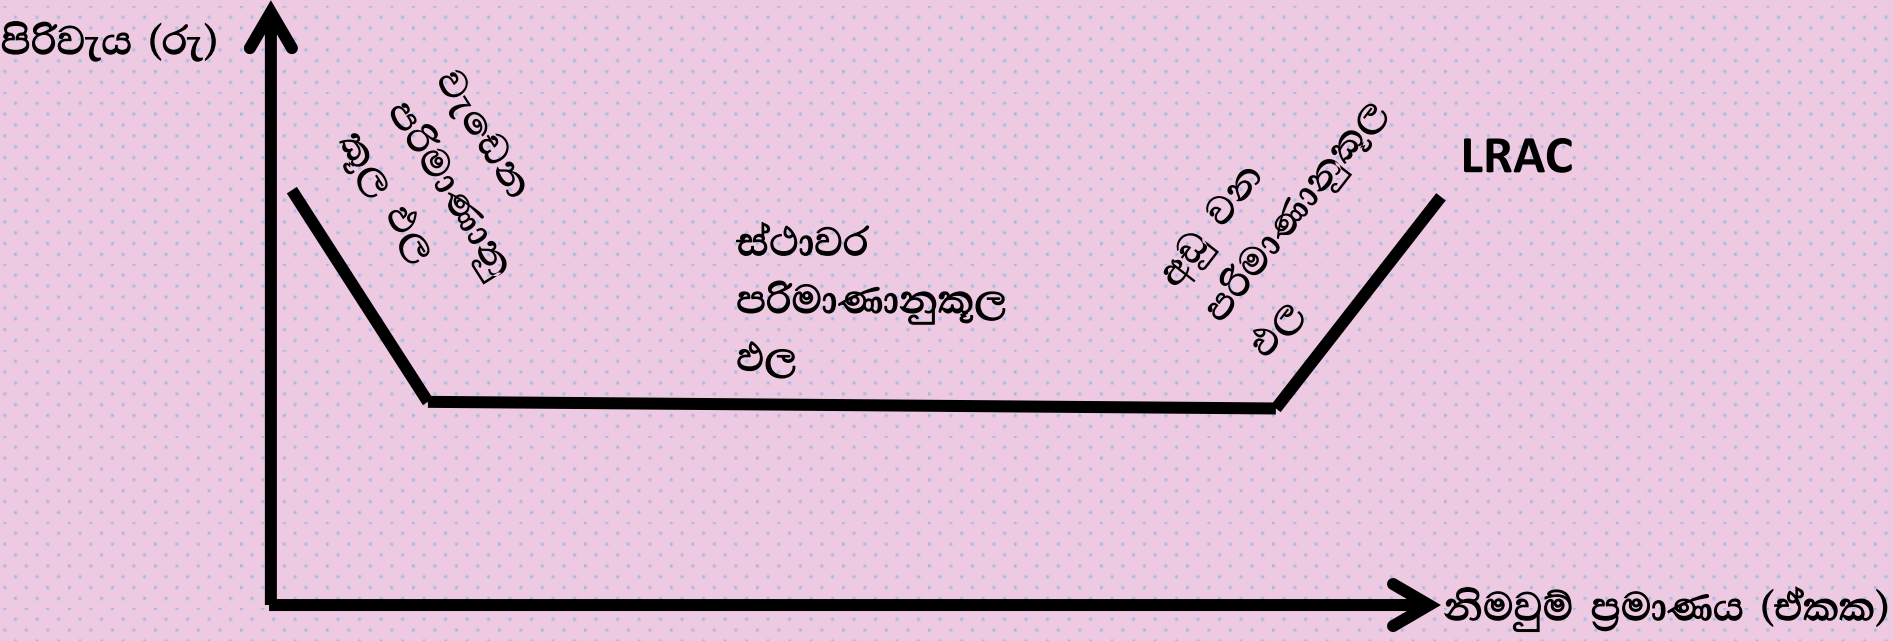 පිරිවැය (රු)
වැඩෙන
පරිමාණානු
කූල ඵල
ස්ථාවර
පරිමාණානුකූල
ඵල
අඩු වන
පරිමාණානුකූල
ඵල
LRAC
නිමවුම් ප්‍රමාණය (ඒකක)